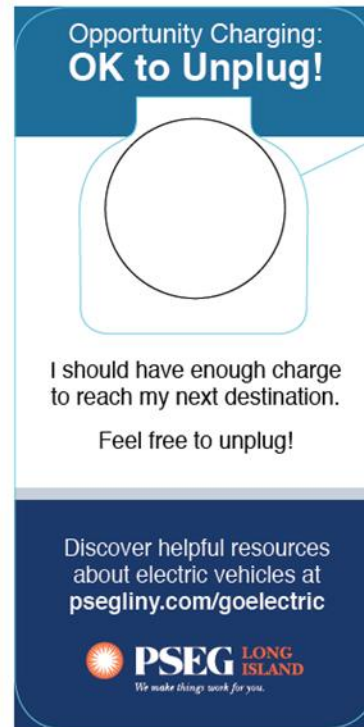 Opportunity Charging:
OK to Unplug!
I should have enough charge
to reach my next destination.
Feel free to unplug!
Discover helpful resources
about electric vehicles at
psegliny.com/goelectric
PSEG LONG
ISLAND
We make things work for you.